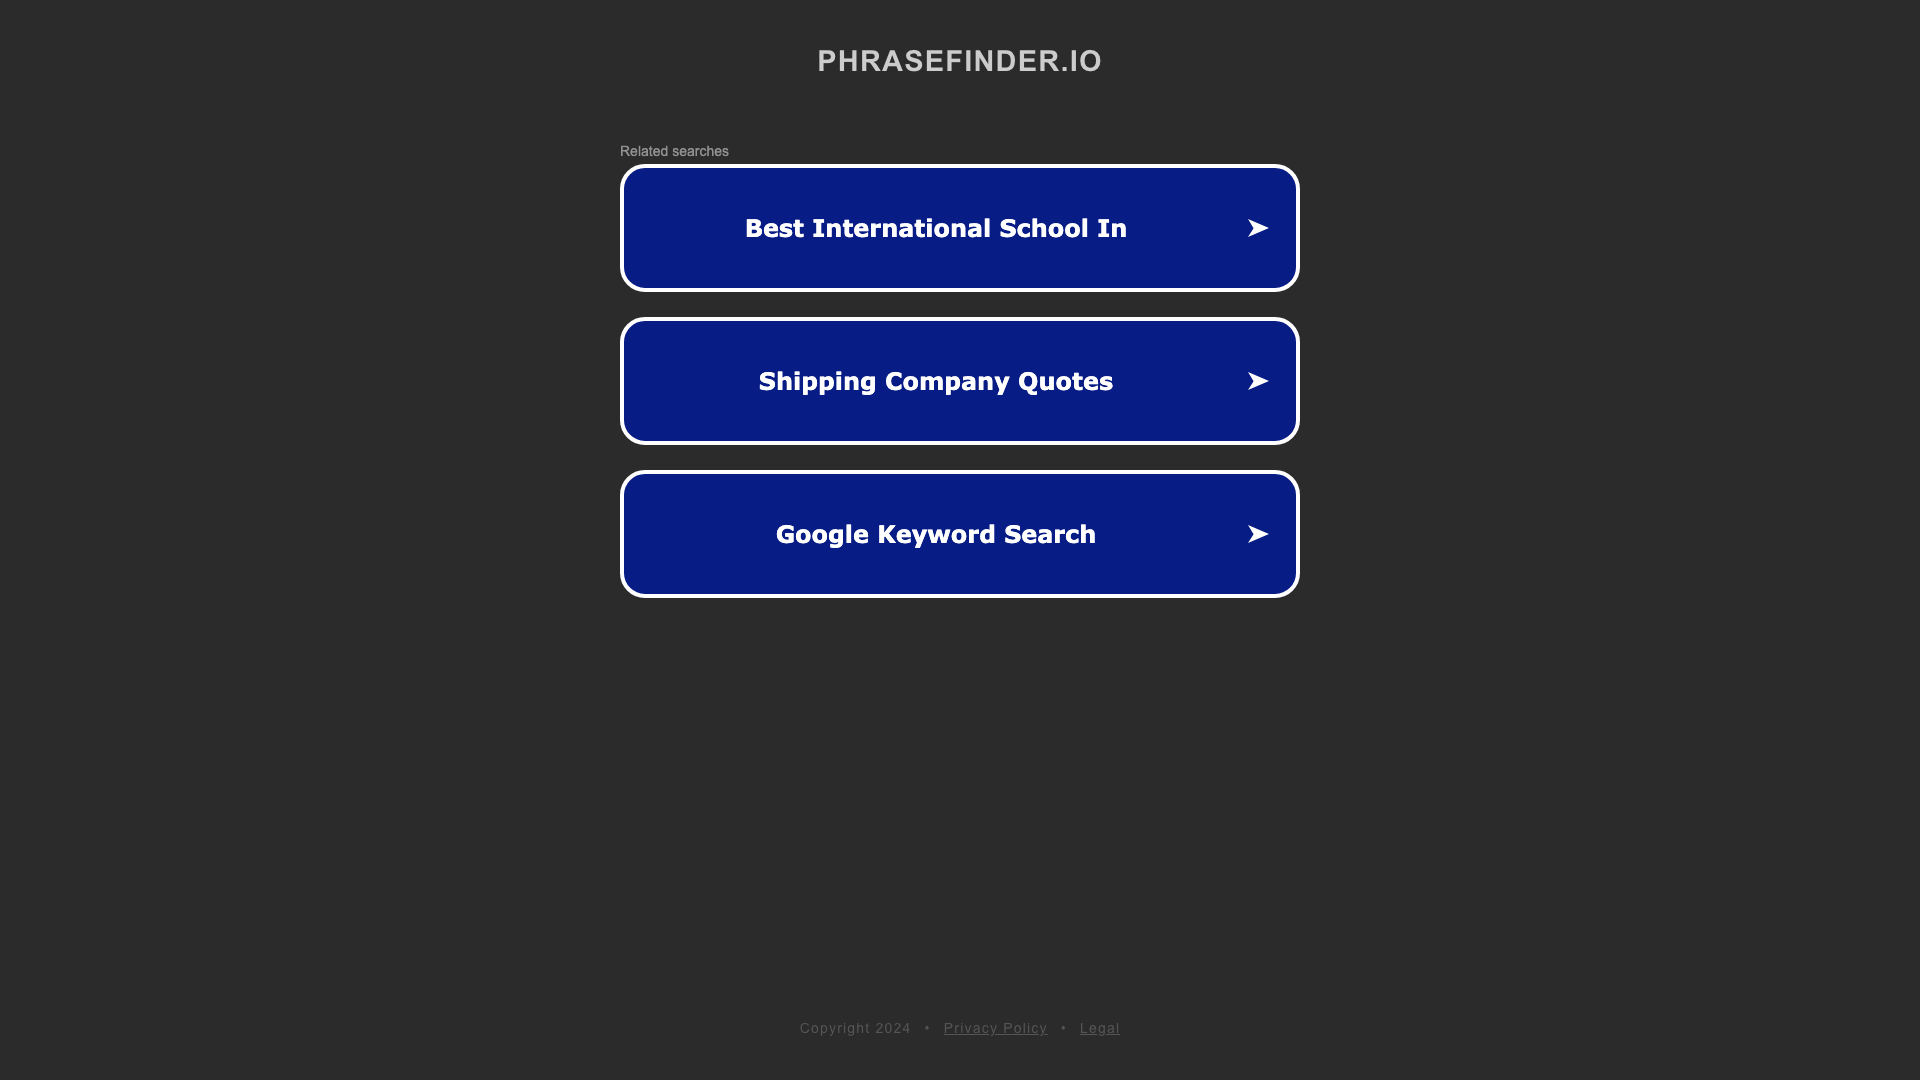 PHRASEFINDER.IO
Related searches
Best International School In
Shipping Company Quotes
Google Keyword Search
Copyright 2024 • Privacy Policy • Legal